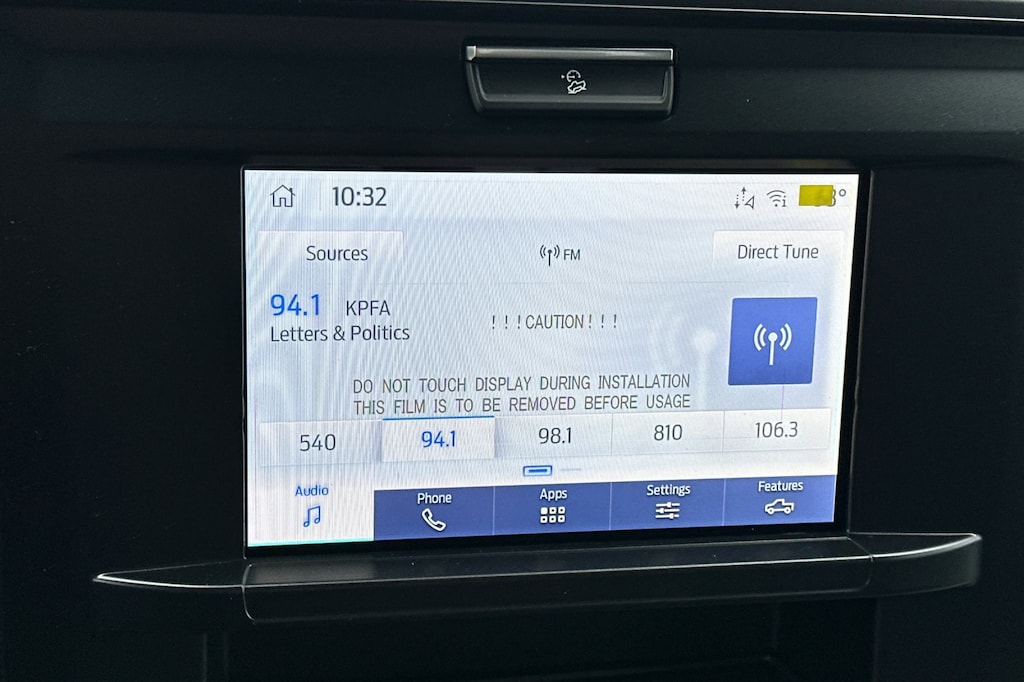 10:32
Sources
FM
Direct Tune
94.1 KPFA
Letters & Politics
! ! ! CAUTION ! ! !
DO NOT TOUCH DISPLAY DURING INSTALLATION
THIS FILM IS TO BE REMOVED BEFORE USAGE
540 94.1 98.1 810 106.3
Audio Phone Apps Settings Features